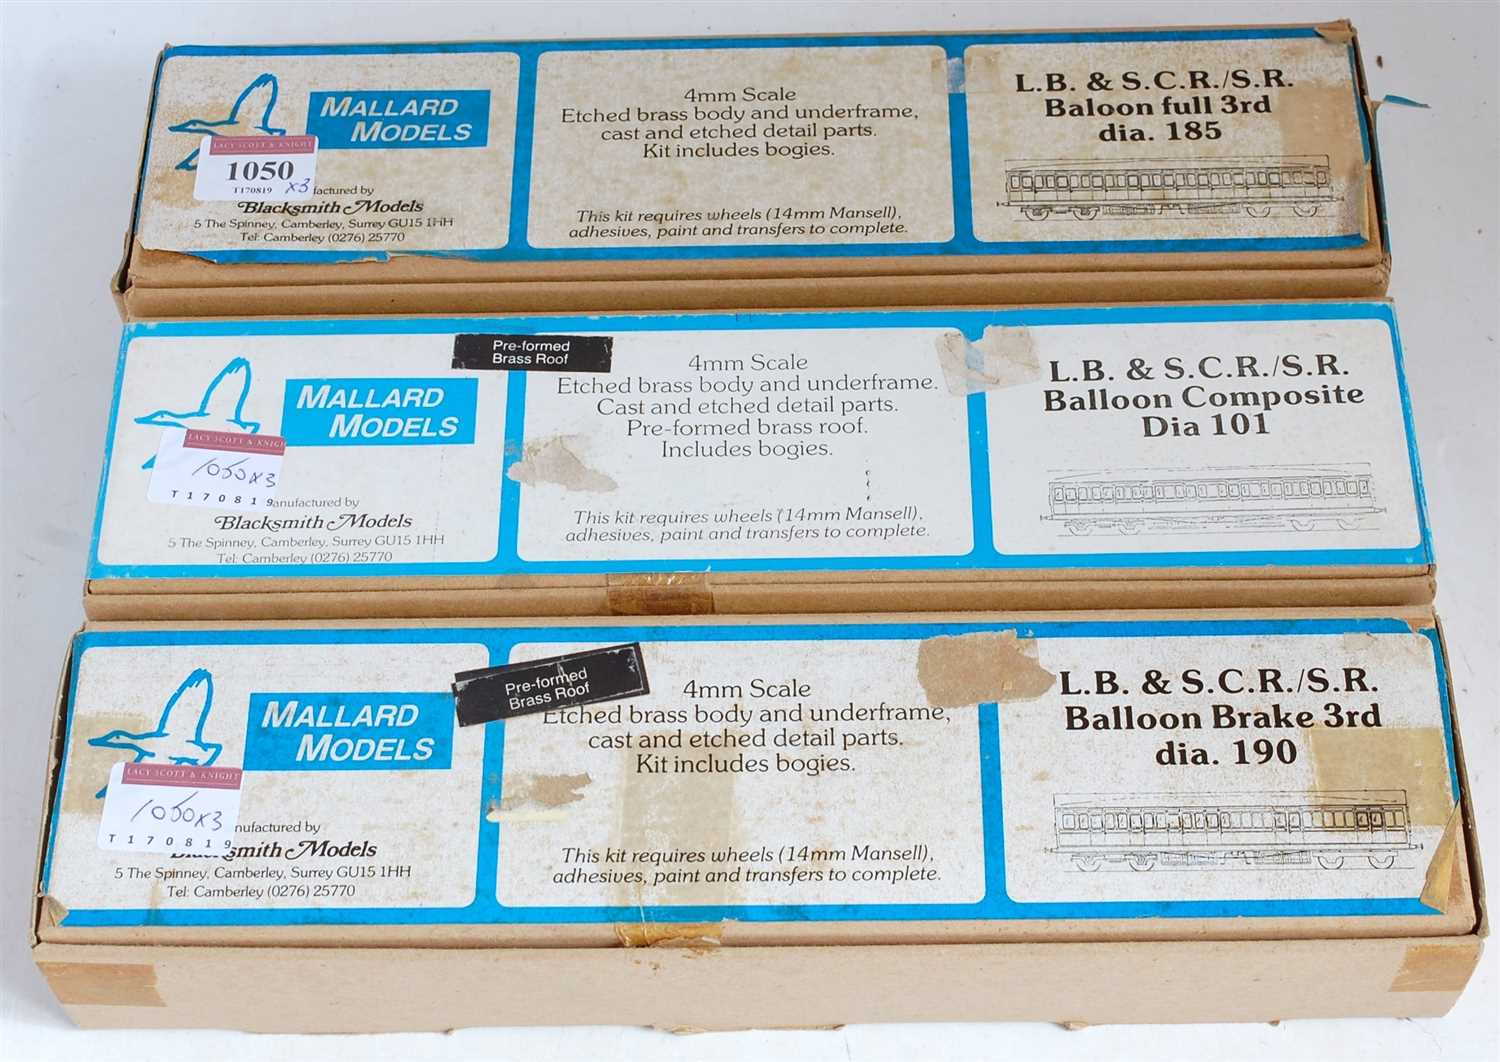 MALLARD
MODELS
LACY SCOTT & KNIGHT
1050
T170819 x3
factured by
Blacksmith Models
5 The Spinney, Camberley, Surrey GU15 1HH
Tel: Camberley (0276) 25770
4mm Scale
Etched brass body and underframe,
cast and etched detail parts.
Kit includes bogies.
This kit requires wheels (14mm Mansell),
adhesives, paint and transfers to complete.
L.B. & S.C.R./S.R.
Baloon full 3rd
dia. 185
MALLARD
MODELS
LACY SCOTT & KNIGH
1050x3
T170819
anufactured by
Blacksmith Models
5 The Spinney, Camberley, Surrey GU15 1HH
Tel: Camberley (0276) 25770
Pre-formed
Brass Roof
4mm Scale
Etched brass body and underframe.
Cast and etched detail parts.
Pre-formed brass roof.
Includes bogies.
This kit requires wheels (14mm Mansell),
adhesives, paint and transfers to complete.
L.B. & S.C.R./S.R.
Balloon Composite
Dia 101
MALLARD
MODELS
LACY SCOTT & KNIGHT
1050x3
T170819
nufactured by
Blacksmith Models
5 The Spinney, Camberley, Surrey GU15 1HH
Tel: Camberley (0276) 25770
Pre-formed
Brass Roof
4mm Scale
Etched brass body and underframe,
cast and etched detail parts.
Kit includes bogies.
This kit requires wheels (14mm Mansell),
adhesives, paint and transfers to complete.
L.B. & S.C.R./S.R.
Balloon Brake 3rd
dia. 190